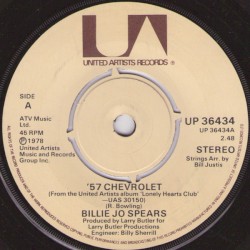 UA
UNITED ARTISTS RECORDS
SIDE
A
ATV Music
Ltd.
45 RPM
Ⓟ 1978
United Artists
Music and Records
Group Inc.
UP 36434
UP 36434A
2.48
STEREO
Strings Arr. by
Bill Justis
'57 CHEVROLET
(From the United Artists album 'Lonely Hearts Club'
—UAS 30150)
(R. Bowling)
BILLIE JO SPEARS
Produced by Larry Butler for
Larry Butler Productions
Engineer: Billy Sherrill